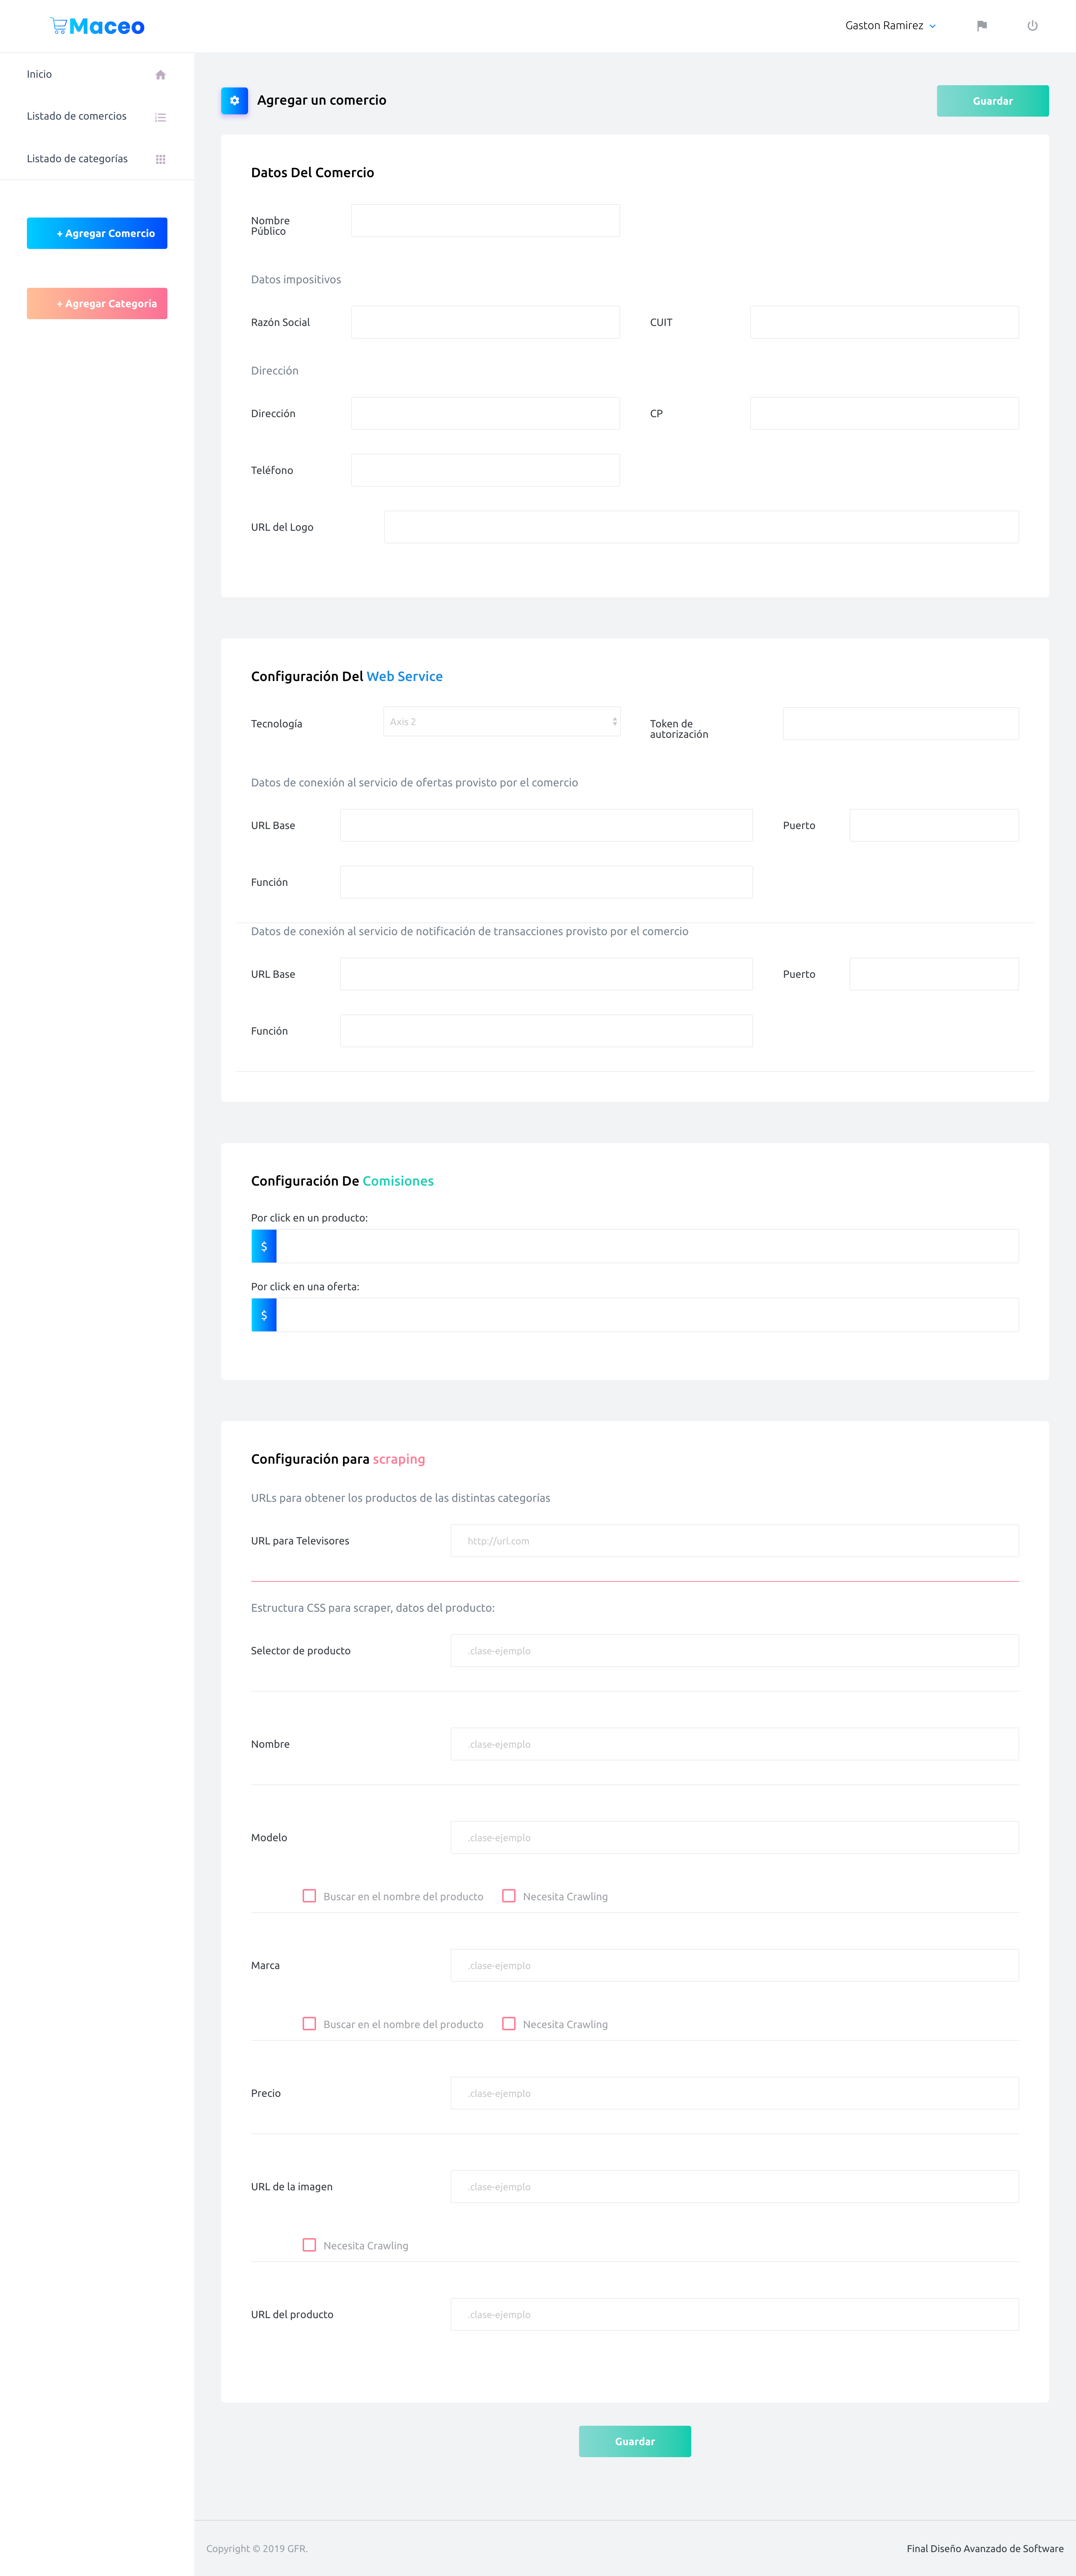 Maceo
Gaston Ramirez
Inicio
Listado de comercios
Listado de categorías
+ Agregar Comercio
+ Agregar Categoria
Agregar un comercio
Guardar
Datos Del Comercio
Nombre
Público
Datos impositivos
Razón Social
CUIT
Dirección
Dirección
CP
Teléfono
URL del Logo
Configuración Del Web Service
Tecnología
Axis 2
Token de
autorización
Datos de conexión al servicio de ofertas provisto por el comercio
URL Base
Puerto
Función
Datos de conexión al servicio de notificación de transacciones provisto por el comercio
URL Base
Puerto
Función
Configuración De Comisiones
Por click en un producto:
$
Por click en una oferta:
$
Configuración para scraping
URLs para obtener los productos de las distintas categorías
URL para Televisores
http://url.com
Estructura CSS para scraper, datos del producto:
Selector de producto
.clase-ejemplo
Nombre
.clase-ejemplo
Modelo
.clase-ejemplo
Buscar en el nombre del producto
Necesita Crawling
Marca
.clase-ejemplo
Buscar en el nombre del producto
Necesita Crawling
Precio
.clase-ejemplo
URL de la imagen
.clase-ejemplo
Necesita Crawling
URL del producto
.clase-ejemplo
Guardar
Copyright © 2019 GFR.
Final Diseño Avanzado de Software